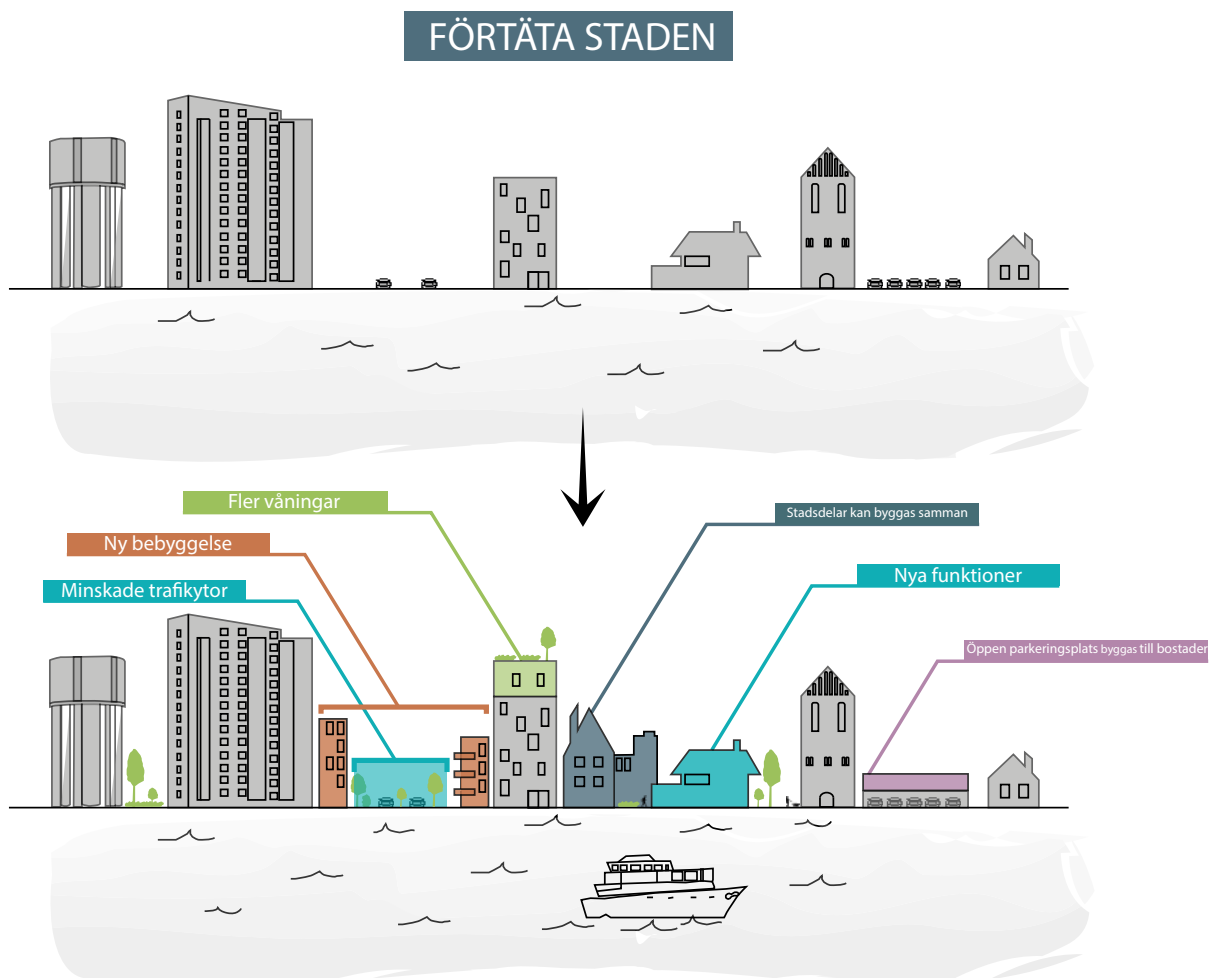 FÖRTÄTA STADEN
Fler våningar
Stadsdelar kan byggas samman
Ny bebyggelse
Minskade trafikytor
Nya funktioner
Öppen parkeringsplats byggas till bostader